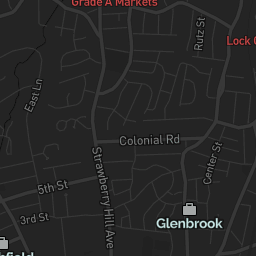 Grade A Markets
Rutz St
Lock
East Ln
Colonial Rd
Strawberry Hill Ave
Center St
5th St
3rd St
Glenbrook
field